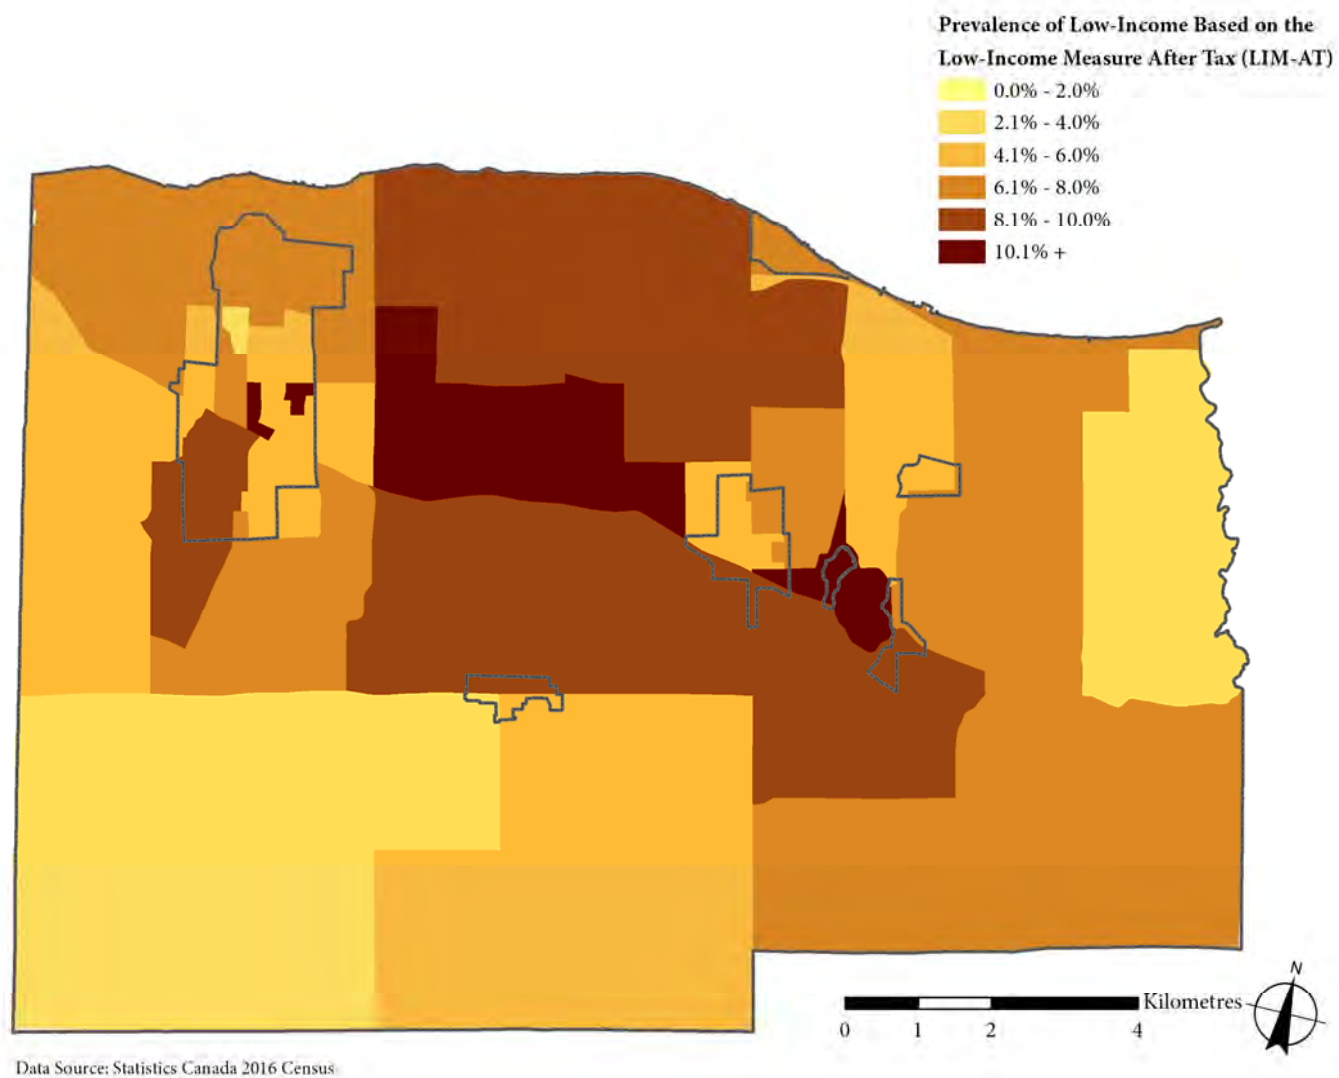 Prevalence of Low-Income Based on the
Low-Income Measure After Tax (LIM-AT)
0.0% - 2.0%
2.1% - 4.0%
4.1% - 6.0%
6.1% - 8.0%
8.1% - 10.0%
10.1% +
N
Kilometres
0 1 2 4
Data Source: Statistics Canada 2016 Census